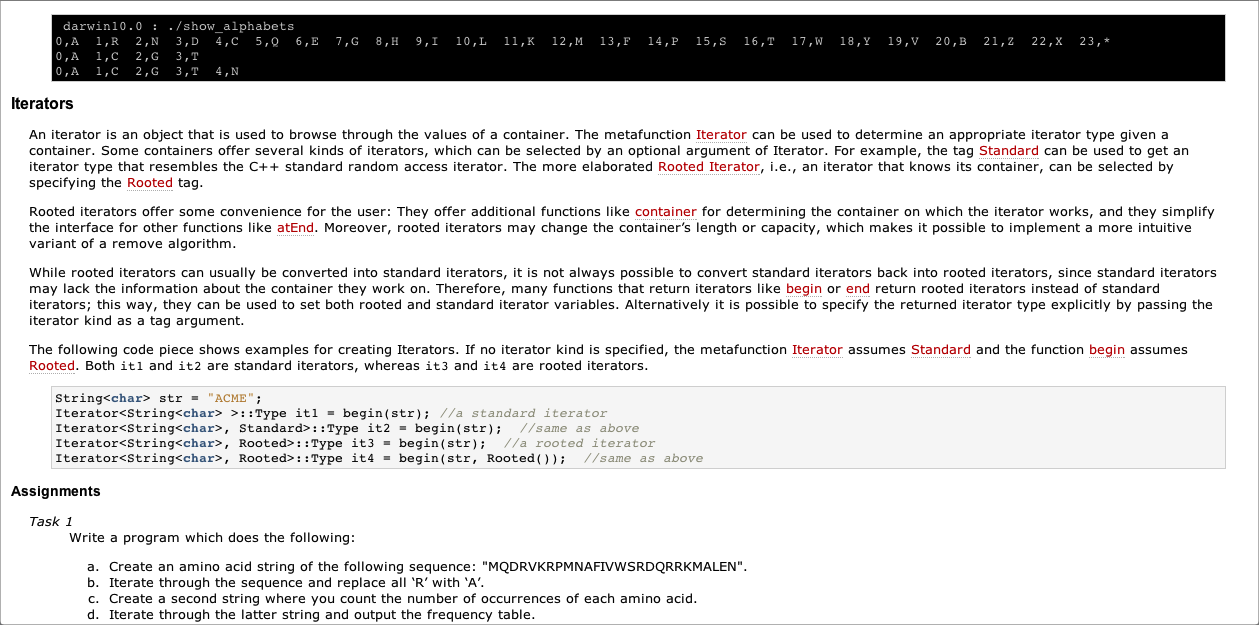 darwin10.0 : ./show_alphabets
0,A  1,R  2,N  3,D  4,C  5,Q  6,E  7,G  8,H  9,I  10,L  11,K  12,M  13,F  14,P  15,S  16,T  17,W  18,Y  19,V  20,B  21,Z  22,X  23,*
0,A  1,C  2,G  3,T
0,A  1,C  2,G  3,T  4,N
Iterators
An iterator is an object that is used to browse through the values of a container. The metafunction Iterator can be used to determine an appropriate iterator type given a
container. Some containers offer several kinds of iterators, which can be selected by an optional argument of Iterator. For example, the tag Standard can be used to get an
iterator type that resembles the C++ standard random access iterator. The more elaborated Rooted Iterator, i.e., an iterator that knows its container, can be selected by
specifying the Rooted tag.
Rooted iterators offer some convenience for the user: They offer additional functions like container for determining the container on which the iterator works, and they simplify
the interface for other functions like atEnd. Moreover, rooted iterators may change the container’s length or capacity, which makes it possible to implement a more intuitive
variant of a remove algorithm.
While rooted iterators can usually be converted into standard iterators, it is not always possible to convert standard iterators back into rooted iterators, since standard iterators
may lack the information about the container they work on. Therefore, many functions that return iterators like begin or end return rooted iterators instead of standard
iterators; this way, they can be used to set both rooted and standard iterator variables. Alternatively it is possible to specify the returned iterator type explicitly by passing the
iterator kind as a tag argument.
The following code piece shows examples for creating Iterators. If no iterator kind is specified, the metafunction Iterator assumes Standard and the function begin assumes
Rooted. Both it1 and it2 are standard iterators, whereas it3 and it4 are rooted iterators.
String<char> str = "ACME";
Iterator<String<char> >::Type it1 = begin(str); //a standard iterator
Iterator<String<char>, Standard>::Type it2 = begin(str);  //same as above
Iterator<String<char>, Rooted>::Type it3 = begin(str);  //a rooted iterator
Iterator<String<char>, Rooted>::Type it4 = begin(str, Rooted());  //same as above
Assignments
Task 1
Write a program which does the following:
a. Create an amino acid string of the following sequence: "MQDRVKRPMNAFIVWSRDQRRKMALEN".
b. Iterate through the sequence and replace all ‘R’ with ‘A’.
c. Create a second string where you count the number of occurrences of each amino acid.
d. Iterate through the latter string and output the frequency table.